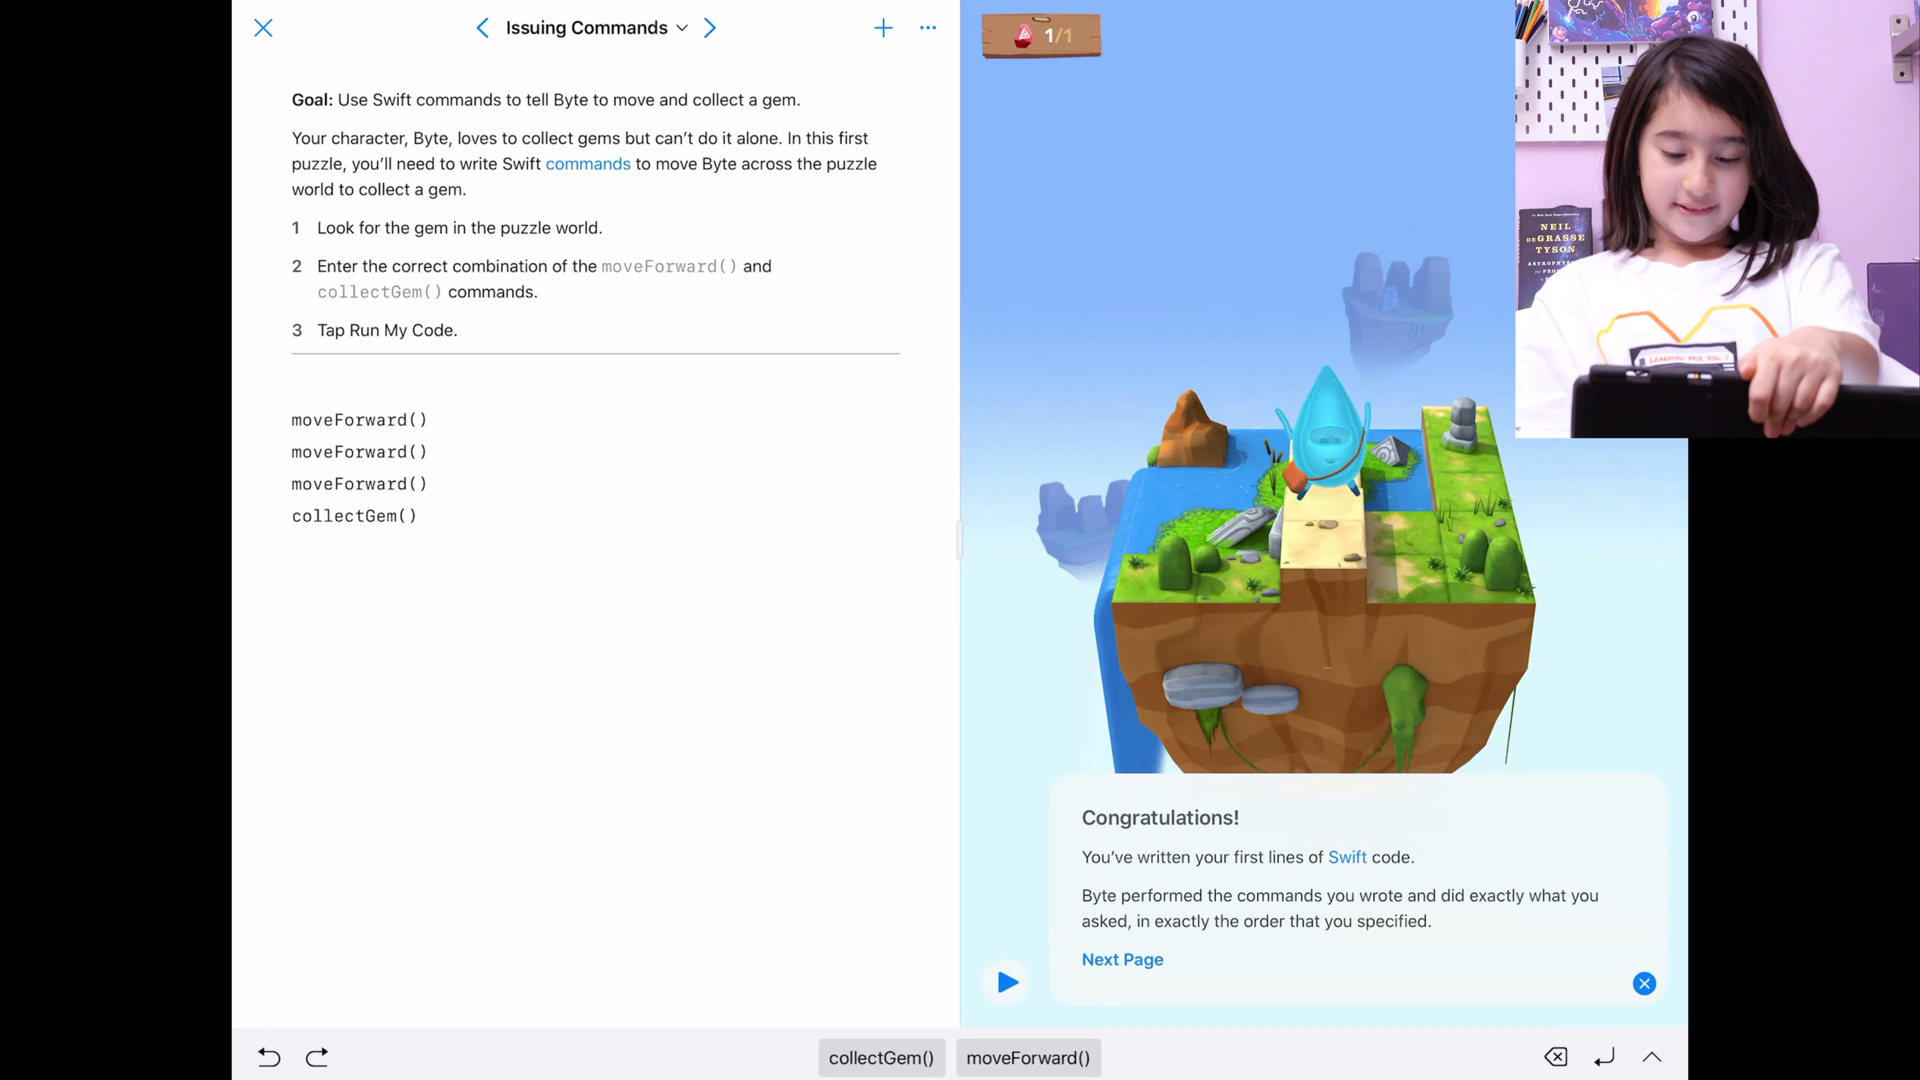 Issuing Commands
1/1
Goal: Use Swift commands to tell Byte to move and collect a gem.
Your character, Byte, loves to collect gems but can't do it alone. In this first
puzzle, you'll need to write Swift commands to move Byte across the puzzle
world to collect a gem.
1 Look for the gem in the puzzle world.
2 Enter the correct combination of the moveForward() and
collectGem() commands.
3 Tap Run My Code.
moveForward()
moveForward()
moveForward()
collectGem()
NEIL
DEGRASSE
TYSON
LEARNING MIX VOL. 1
Congratulations!
You've written your first lines of Swift code.
Byte performed the commands you wrote and did exactly what you
asked, in exactly the order that you specified.
Next Page
collectGem()
moveForward()